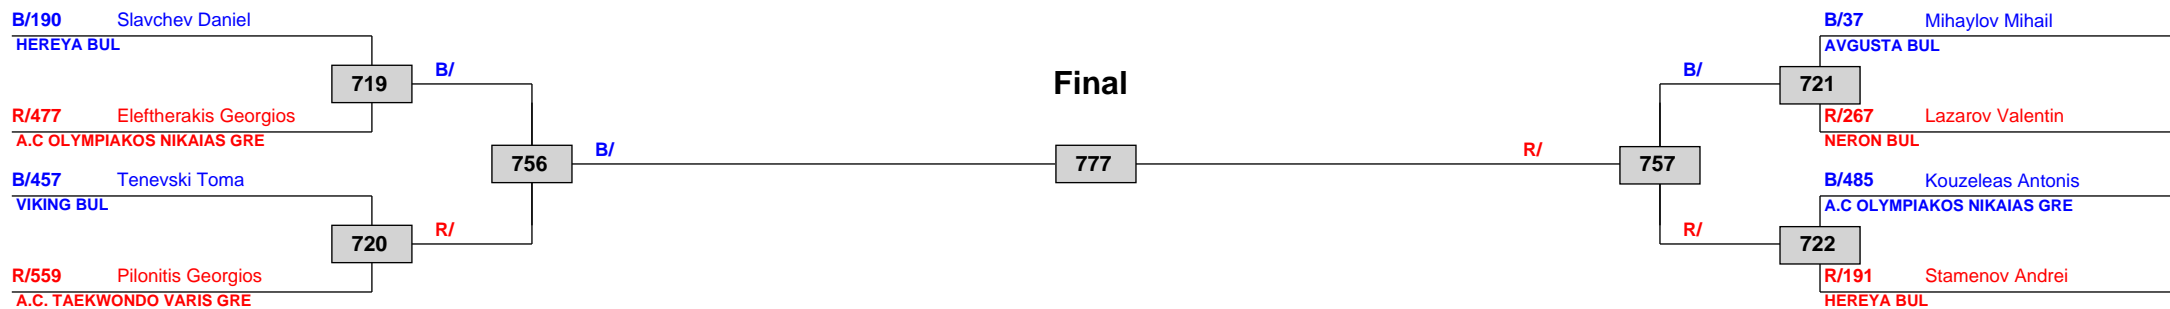 B/190 Slavchev Daniel
HEREYA BUL
719
B/
R/477 Eleftherakis Georgios
A.C OLYMPIAKOS NIKAIAS GRE
756
B/
B/457 Tenevski Toma
VIKING BUL
720
R/
R/559 Pilonitis Georgios
A.C. TAEKWONDO VARIS GRE
Final
777
B/37 Mihaylov Mihail
AVGUSTA BUL
B/
721
R/267 Lazarov Valentin
NERON BUL
R/
757
B/485 Kouzeleas Antonis
A.C OLYMPIAKOS NIKAIAS GRE
R/
722
R/191 Stamenov Andrei
HEREYA BUL